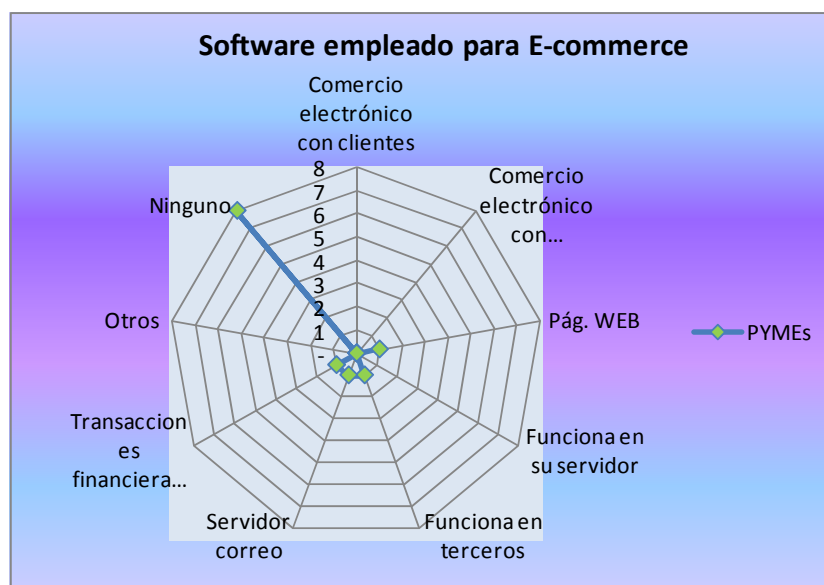 Software empleado para E-commerce
Comercio
electrónico
con clientes
Comercio
electrónico
con...
Pág. WEB
Funciona en
su servidor
Funciona en
terceros
Servidor
correo
Transaccion
es
financiera...
Otros
Ninguno
8
7
6
5
4
3
2
1
-
PYMEs